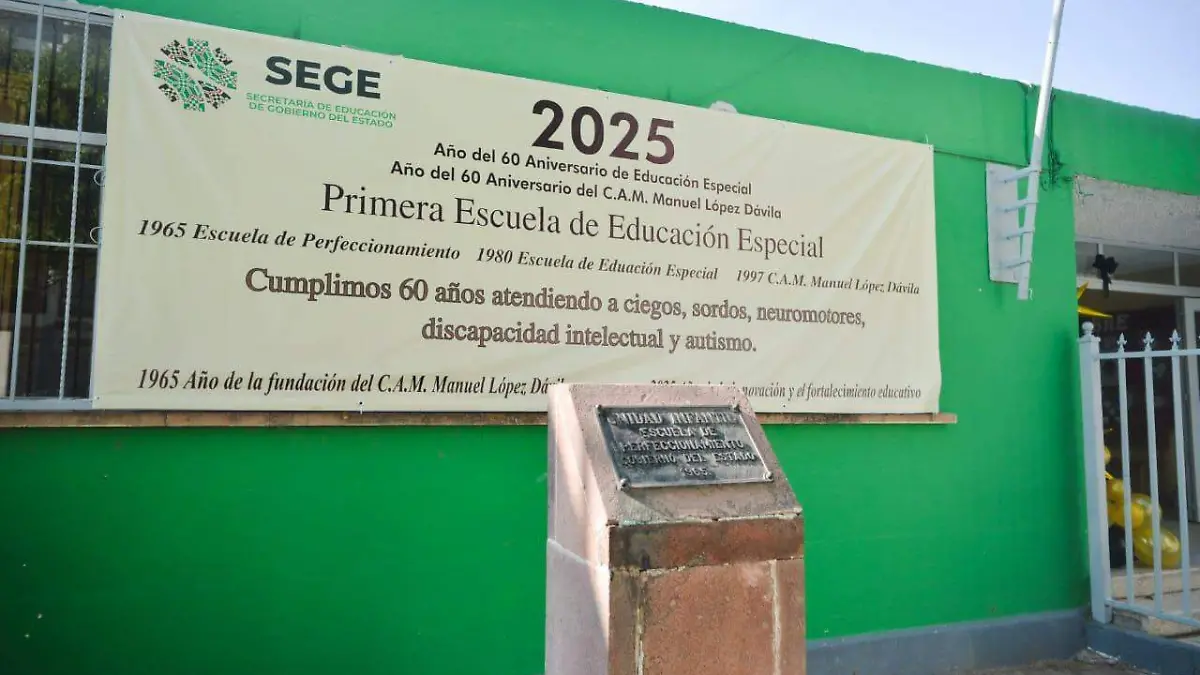 SEGE
SECRETARÍA DE EDUCACIÓN
DE GOBIERNO DEL ESTADO
2025
Año del 60 Aniversario de Educación Especial
Año del 60 Aniversario del C.A.M. Manuel López Dávila
Primera Escuela de Educación Especial
1965 Escuela de Perfeccionamiento 1980 Escuela de Eduación Especial 1997 C.A.M. Manuel López Dávila
Cumplimos 60 años atendiendo a ciegos, sordos, neuromotores,
discapacidad intelectual y autismo.
1965 Año de la fundación del C.A.M. Manuel López y el fortalecimiento educativo
UNIDAD INFANTIL
ESCUELA DE
PERFECCIONAMIENTO
GOBIERNO DEL ESTADO
1965